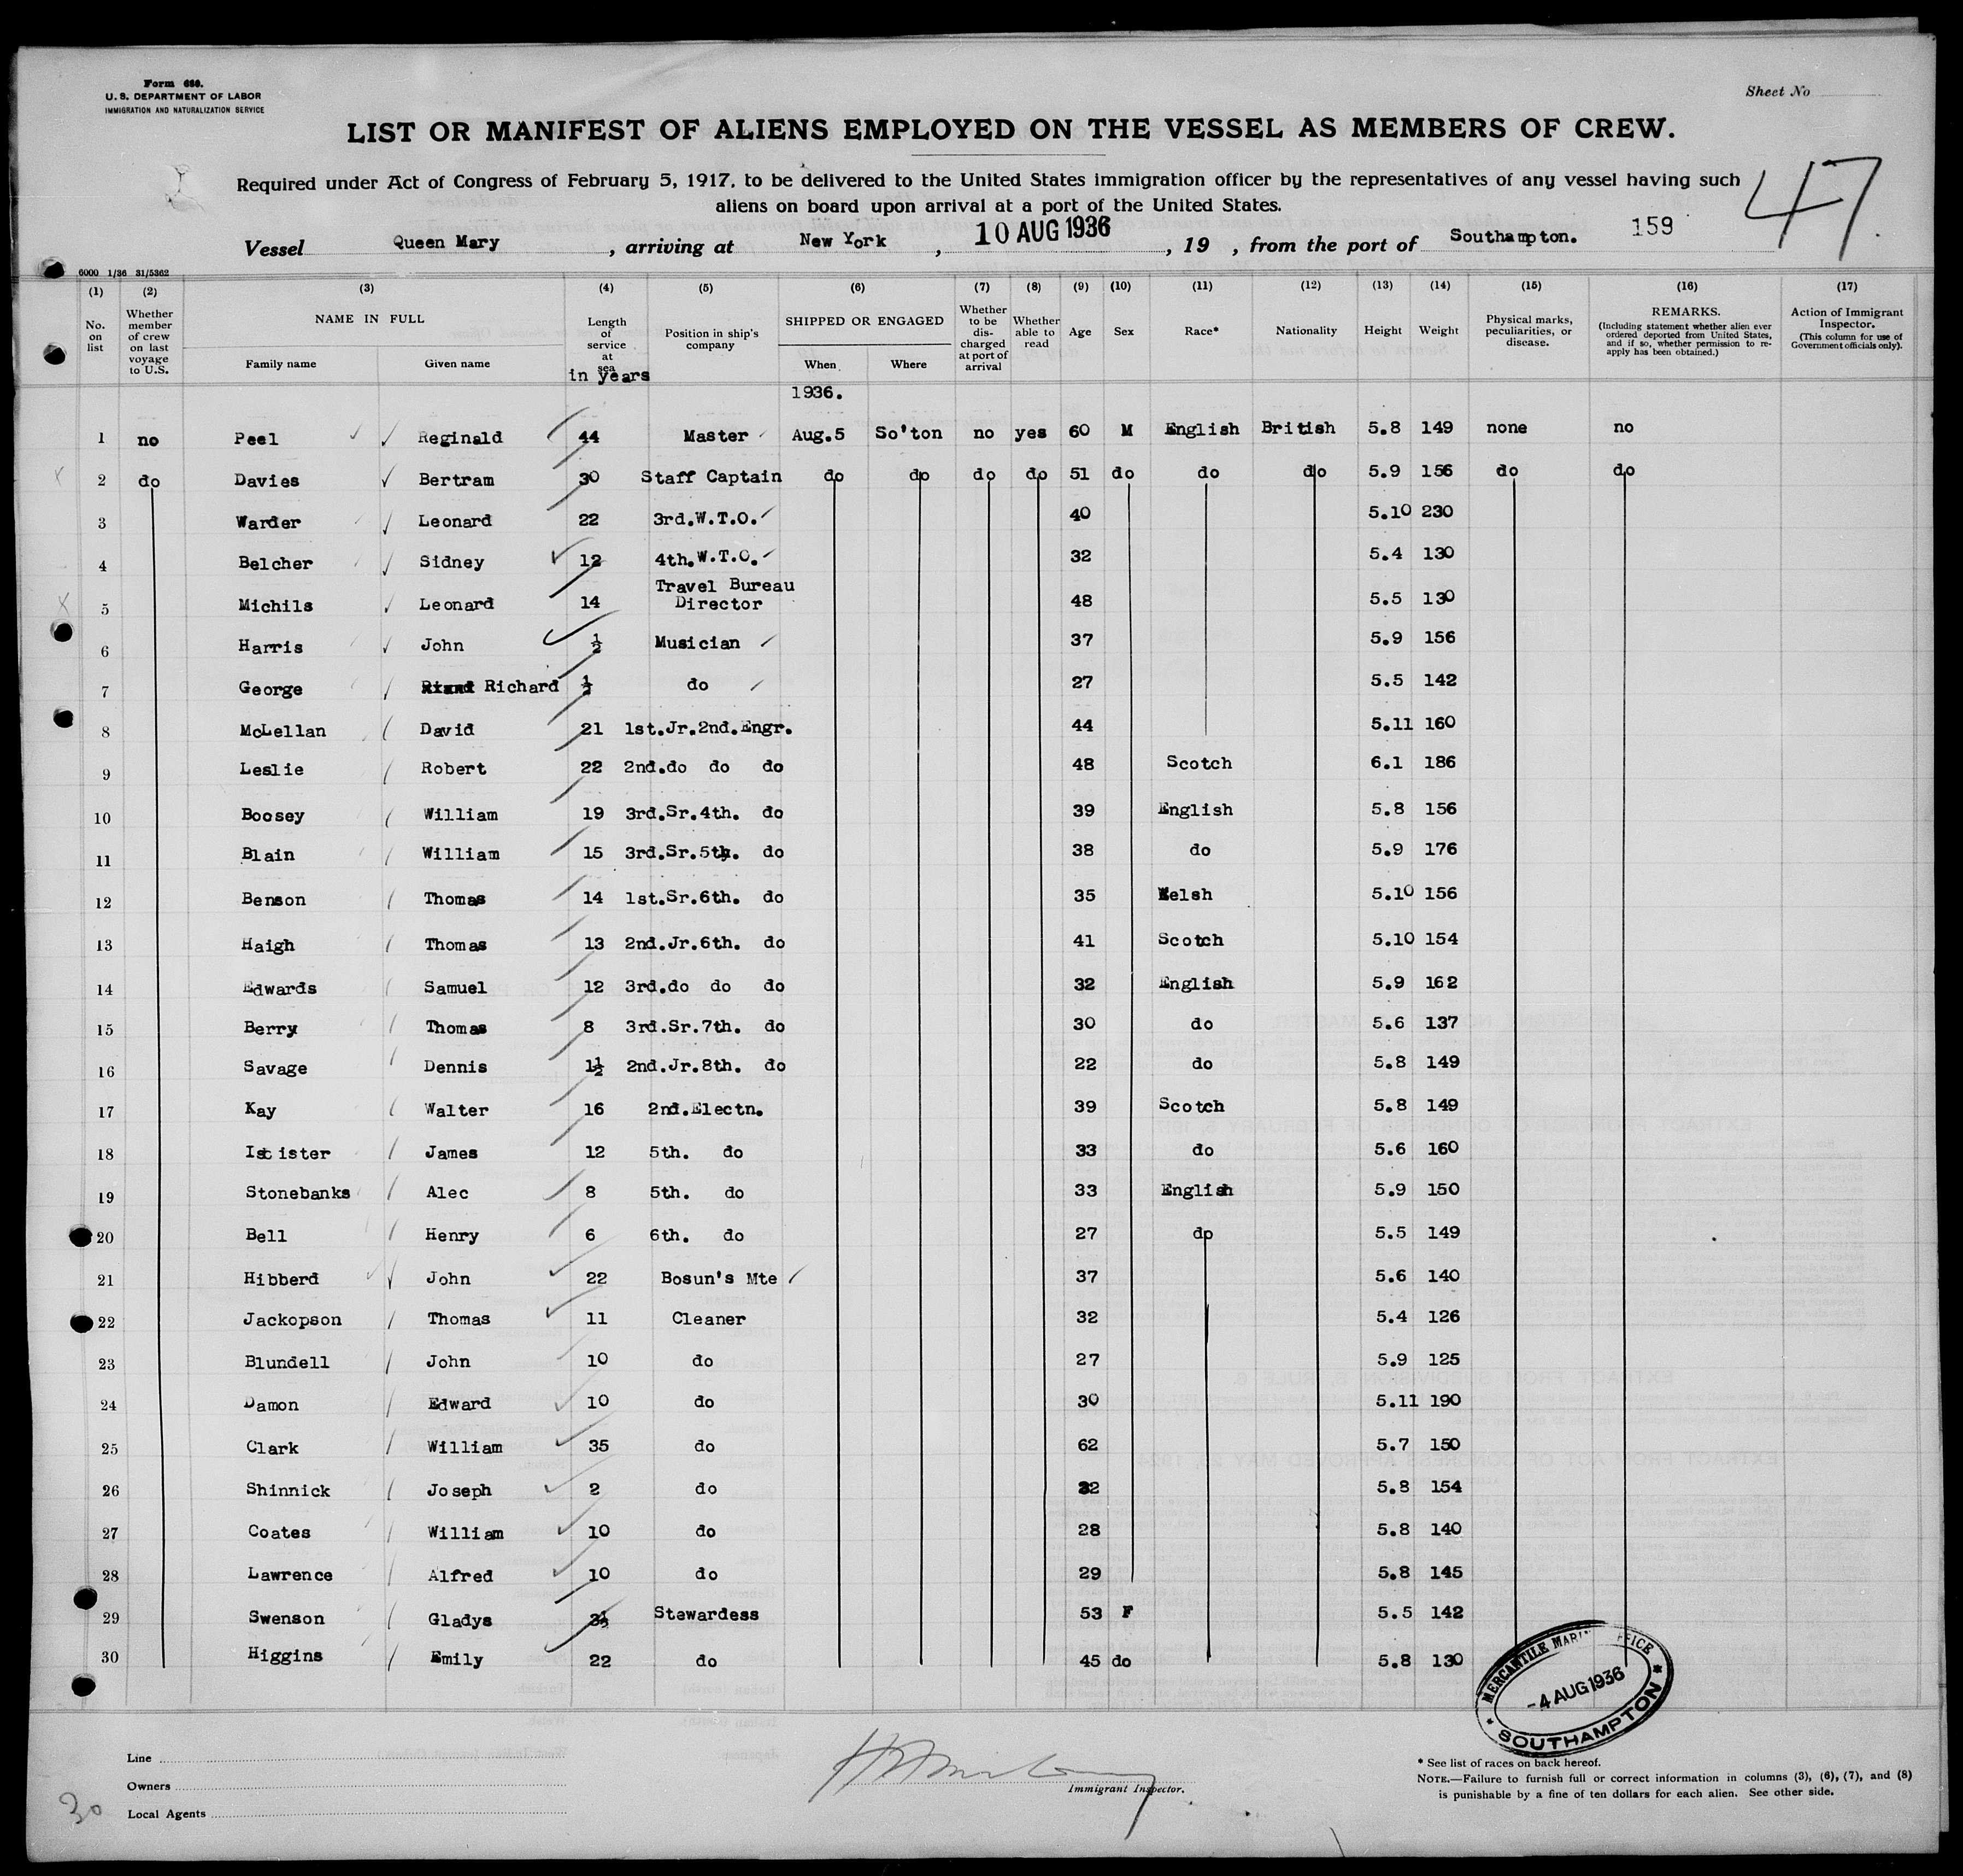 Form 680.
U. S. DEPARTMENT OF LABOR
IMMIGRATION AND NATURALIZATION SERVICE
Sheet No
LIST OR MANIFEST OF ALIENS EMPLOYED ON THE VESSEL AS MEMBERS OF CREW.
47
Required under Act of Congress of February 5, 1917, to be delivered to the United States immigration officer by the representatives of any vessel having such
aliens on board upon arrival at a port of the United States.
Vessel Queen Mary , arriving at New York , 10 AUG 1936 , 19 , from the port of Southampton. 159
6000 1/36 31/5362
(1) (2) (3) (4) (5) (6) (7) (8) (9) (10) (11) (12) (13) (14) (15) (16) (17)
No. on list
Whether member of crew on last voyage to U.S.
NAME IN FULL
Family name Given name
Length of service at sea
in years
Position in ship's company
SHIPPED OR ENGAGED
When Where
Whether to be discharged at port of arrival
Whether able to read
Age
Sex
Race*
Nationality
Height
Weight
Physical marks, peculiarities, or disease.
REMARKS.
(Including statement whether alien ever ordered deported from United States, and if so, whether permission to re-apply has been obtained.)
Action of Immigrant Inspector.
(This column for use of Government officials only).
1936.
1 no Peel Reginald 44 Master Aug.5 So'ton no yes 60 M English British 5.8 149 none no
2 do Davies Bertram 30 Staff Captain do do do do 51 do do do 5.9 156 do do
3 Warder Leonard 22 3rd.W.T.O. 40 5.10 230
4 Belcher Sidney 12 4th.W.T.O. 32 5.4 130
5 Michils Leonard 14 Travel Bureau Director 48 5.5 130
6 Harris John ½ Musician 37 5.9 156
7 George Richard ½ do 27 5.5 142
8 McLellan David 21 1st.Jr.2nd.Engr. 44 5.11 160
9 Leslie Robert 22 2nd.do do do 48 Scotch 6.1 186
10 Boosey William 19 3rd.Sr.4th. do 39 English 5.8 156
11 Blain William 15 3rd.Sr.5th. do 38 do 5.9 176
12 Benson Thomas 14 1st.Sr.6th. do 35 Welsh 5.10 156
13 Haigh Thomas 13 2nd.Jr.6th. do 41 Scotch 5.10 154
14 Edwards Samuel 12 3rd.do do do 32 English 5.9 162
15 Berry Thomas 8 3rd.Sr.7th. do 30 do 5.6 137
16 Savage Dennis 1½ 2nd.Jr.8th. do 22 do 5.8 149
17 Kay Walter 16 2nd.Electn. 39 Scotch 5.8 149
18 James 12 5th. do 33 do 5.6 160
19 Stonebanks Alec 8 5th. do 33 English 5.9 150
20 Bell Henry 6 6th. do 27 do 5.5 149
21 Hibberd John 22 Bosun's Mte 37 5.6 140
22 Jackopson Thomas 11 Cleaner 32 5.4 126
23 Blundell John 10 do 27 5.9 125
24 Damon Edward 10 do 30 5.11 190
25 Clark William 35 do 62 5.7 150
26 Shinnick Joseph 2 do 5.8 154
27 Coates William 10 do 28 5.8 140
28 Lawrence Alfred 10 do 29 5.8 145
29 Swenson Gladys Stewardess 53 F 5.5 142
30 Higgins Emily 22 do 45 do 5.8 130
MERCANTILE MARINE OFFICE
-4 AUG 1936
SOUTHAMPTON
Line
Owners
Local Agents
30
Immigrant Inspector.
* See list of races on back hereof.
NOTE.—Failure to furnish full or correct information in columns (3), (6), (7), and (8)
is punishable by a fine of ten dollars for each alien. See other side.